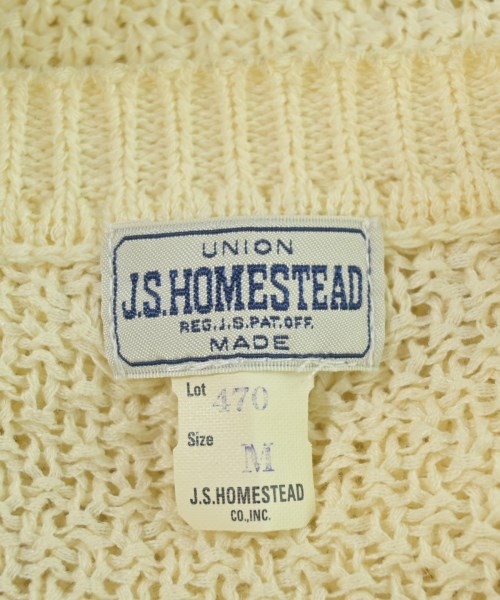 UNION
J.S.HOMESTEAD
REG.J.S.PAT.OFF.
MADE
Lot 470
Size M
J.S.HOMESTEAD
CO.,INC.